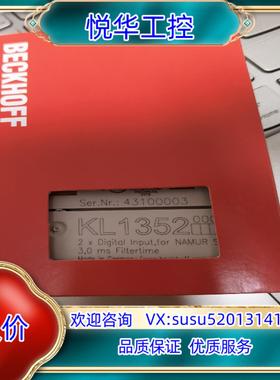 悦华工控
BECKHOFF
Ser.Nr.: 43100003
KL1352
2 x Digital Input, for NAMUR
3,0 ms Filtertime
价
欢迎咨询 VX:susu52013141
品质保证 优质服务